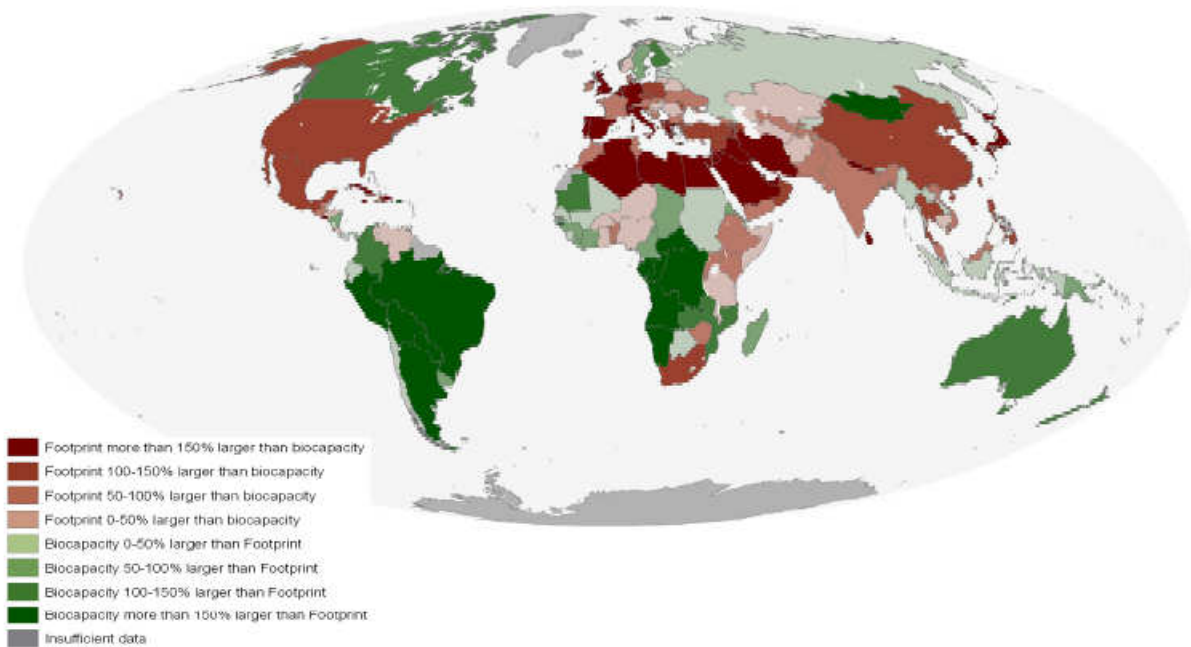 Footprint more than 150% larger than biocapacity
Footprint 100-150% larger than biocapacity
Footprint 50-100% larger than biocapacity
Footprint 0-50% larger than biocapacity
Biocapacity 0-50% larger than Footprint
Biocapacity 50-100% larger than Footprint
Biocapacity 100-150% larger than Footprint
Biocapacity more than 150% larger than Footprint
Insufficient data